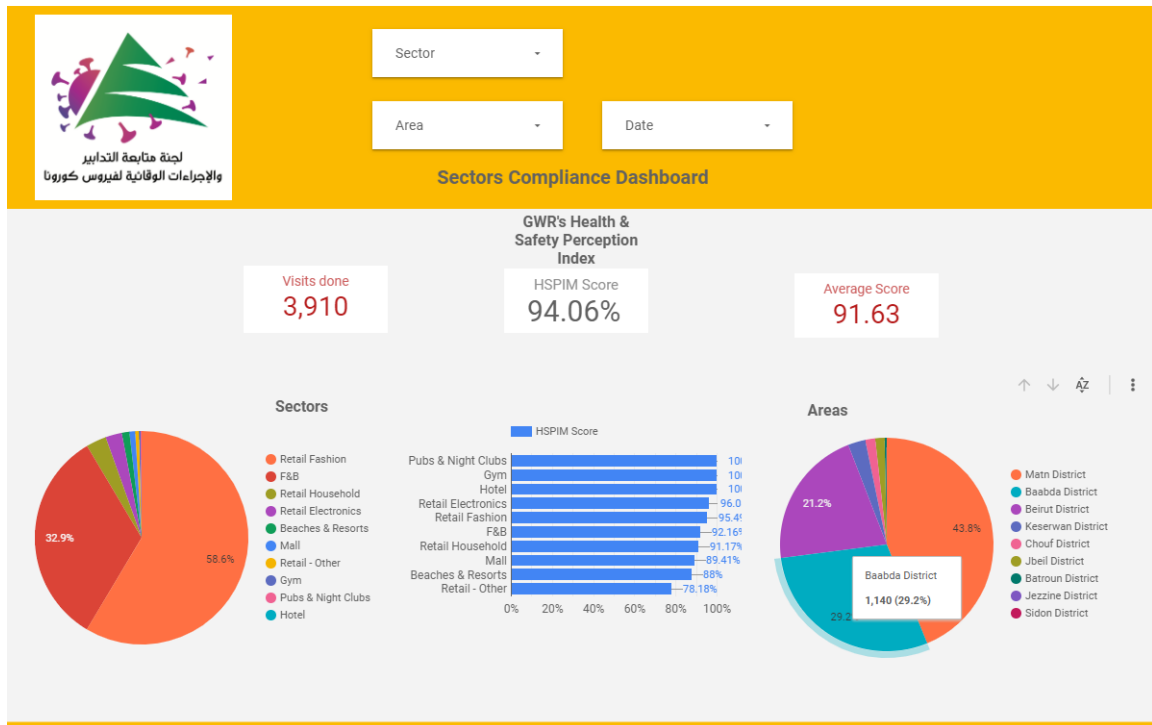 لجنة متابعة التدابير
والإجراءات الوقائية لفيروس كورونا
Sector
Area
Date
Sectors Compliance Dashboard
GWR's Health &
Safety Perception
Index
Visits done
3,910
HSPIM Score
94.06%
Average Score
91.63
AZ
Sectors
58.6%
32.9%
Retail Fashion
F&B
Retail Household
Retail Electronics
Beaches & Resorts
Mall
Retail - Other
Gym
Pubs & Night Clubs
Hotel
HSPIM Score
Pubs & Night Clubs 10
Gym 10
Hotel 10
Retail Electronics 96.0
Retail Fashion 95.4
F&B 92.16
Retail Household 91.17%
Mall 89.41%
Beaches & Resorts 88%
Retail - Other 78.18%
0% 20% 40% 60% 80% 100%
Areas
21.2%
43.8%
29.2
Baabda District
1,140 (29.2%)
Matn District
Baabda District
Beirut District
Keserwan District
Chouf District
Jbeil District
Batroun District
Jezzine District
Sidon District